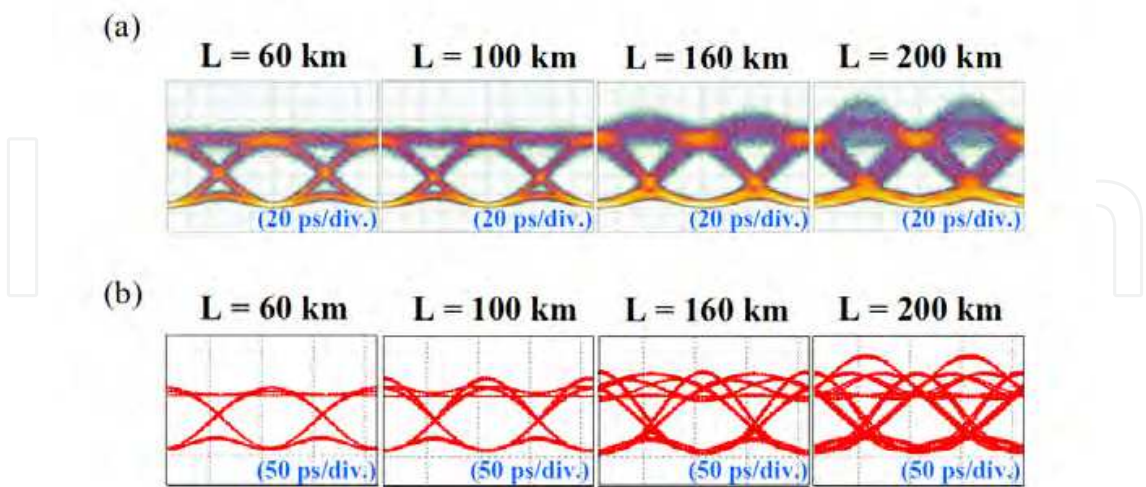 (a)
L = 60 km L = 100 km L = 160 km L = 200 km
(20 ps/div.) (20 ps/div.) (20 ps/div.) (20 ps/div.)
(b)
L = 60 km L = 100 km L = 160 km L = 200 km
(50 ps/div.) (50 ps/div.) (50 ps/div.) (50 ps/div.)